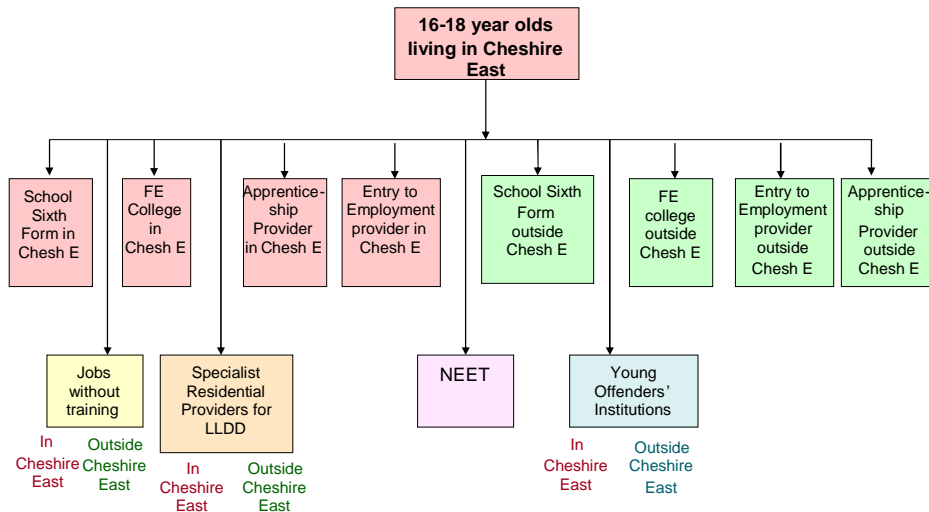 16-18 year olds
living in Cheshire
East
School
Sixth
Form in
Chesh E
FE
College
in
Chesh E
Apprentice-
ship
Provider
in Chesh E
Entry to
Employment
provider in
Chesh E
School Sixth
Form
outside
Chesh E
FE
college
outside
Chesh E
Entry to
Employment
provider
outside
Chesh E
Apprentice-
ship
Provider
outside
Chesh E
Jobs
without
training
Specialist
Residential
Providers for
LLDD
NEET
Young
Offenders'
Institutions
In
Cheshire
East
Outside
Cheshire
East
In
Cheshire
East
Outside
Cheshire
East
In
Cheshire
East
Outside
Cheshire
East